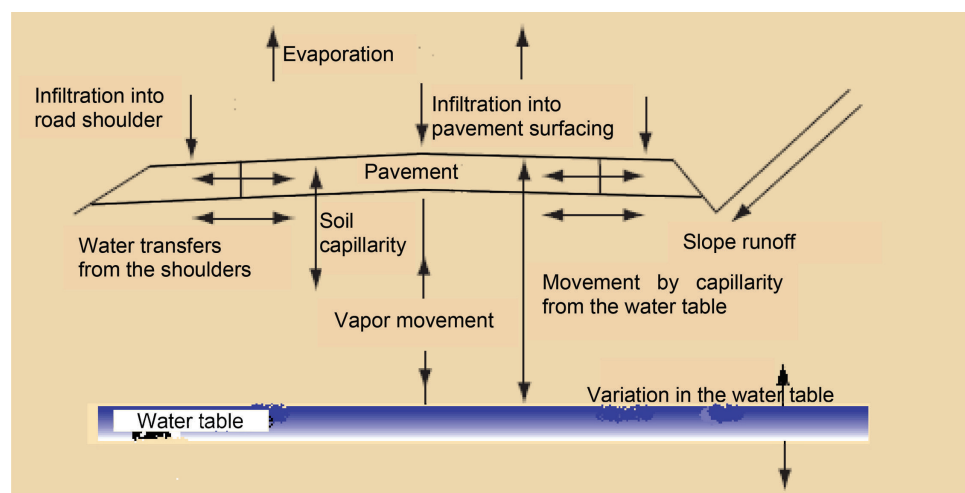 Evaporation
Infiltration into
road shoulder
Infiltration into
pavement surfacing
Pavement
Soil
capillarity
Water transfers
from the shoulders
Slope runoff
Movement by capillarity
from the water table
Vapor movement
Variation in the water table
Water table